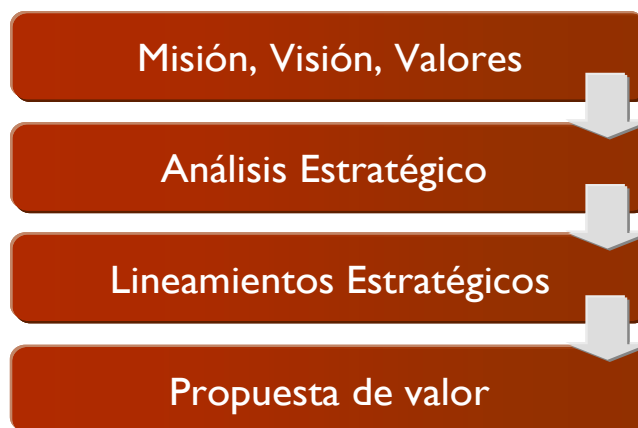 Misión, Visión, Valores
Análisis Estratégico
Lineamientos Estratégicos
Propuesta de valor